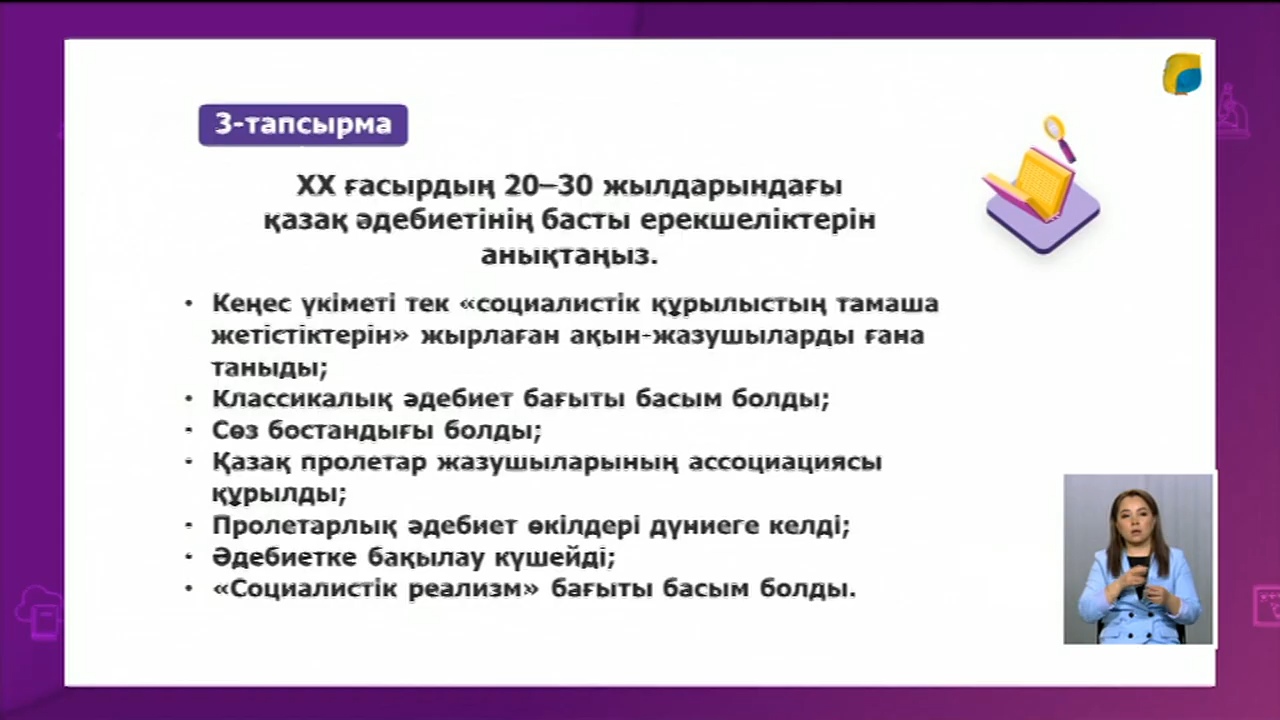 3-тапсырма
XX ғасырдың 20–30 жылдарындағы
қазақ әдебиетінің басты ерекшеліктерін
анықтаңыз.
• Кеңес үкіметі тек «социалистік құрылыстың тамаша
жетістіктерін» жырлаған ақын-жазушыларды ғана
таныды;
• Классикалық әдебиет бағыты басым болды;
• Сөз бостандығы болды;
• Қазақ пролетар жазушыларының ассоциациясы
құрылды;
• Пролетарлық әдебиет өкілдері дүниеге келді;
• Әдебиетке бақылау күшейді;
• «Социалистік реализм» бағыты басым болды.